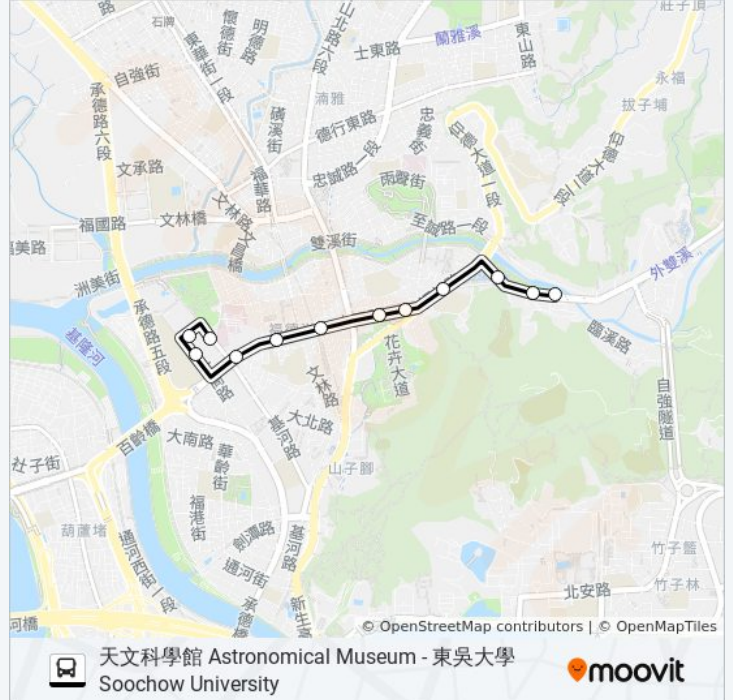 路
石牌
懷德街
明德路
中山北路六段
莊子頂
東華街一段
士東路
蘭雅溪
東山路
自強街
承德路六段
湳雅
永福
拔子埔
磺溪街
德行東路
忠義街
仰德大道一段
仰德大道二段
文承路
福華路
忠誠路一段
雨聲街
文林路
福國路
文林橋
文昌橋
至誠路一段
雙溪街
洲美街
外雙溪
承德路五段
基隆河
臨溪路
花卉大道
文林路
自強隧道
百齡橋
大南路
基河路
大北路
華齡街
山子腳
福港街
葫蘆堵
劍潭路
基河路
竹子籃
通河西街一段
通河街
承德橋
北安路
竹子林
河橋
© OpenStreetMap contributors | © OpenMapTiles
天文科學館 Astronomical Museum - 東吳大學
Soochow University
moovit